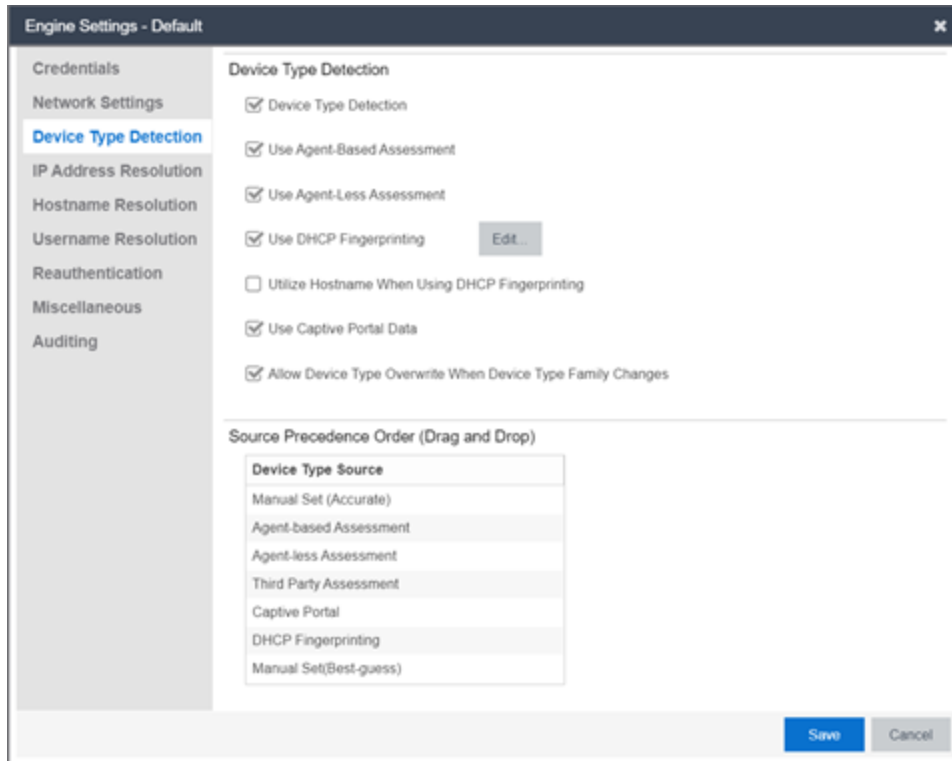 Engine Settings - Default
Credentials
Network Settings
Device Type Detection
IP Address Resolution
Hostname Resolution
Username Resolution
Reauthentication
Miscellaneous
Auditing
Device Type Detection
Device Type Detection
Use Agent-Based Assessment
Use Agent-Less Assessment
Use DHCP Fingerprinting
Edit...
Utilize Hostname When Using DHCP Fingerprinting
Use Captive Portal Data
Allow Device Type Overwrite When Device Type Family Changes
Source Precedence Order (Drag and Drop)
Device Type Source
Manual Set (Accurate)
Agent-based Assessment
Agent-less Assessment
Third Party Assessment
Captive Portal
DHCP Fingerprinting
Manual Set(Best-guess)
Save
Cancel